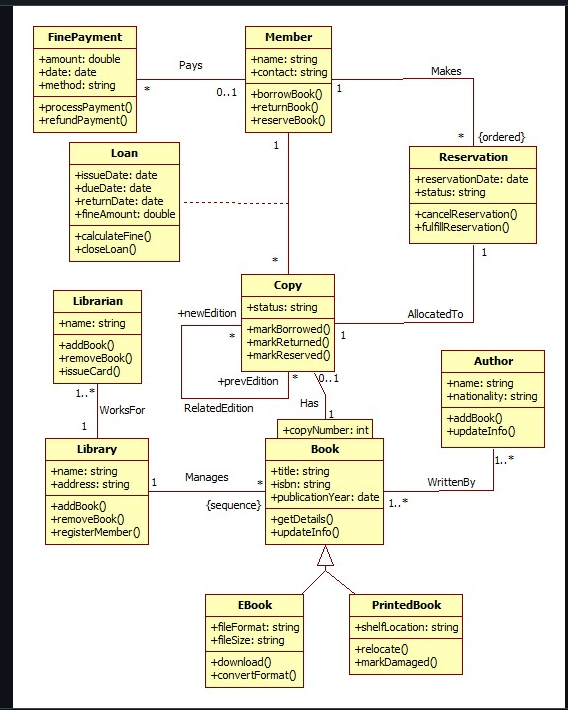 FinePayment
+amount: double
+date: date
+method: string
+processPayment()
+refundPayment()
Pays
*
0..1
Member
+name: string
+contact: string
+borrowBook()
+returnBook()
+reserveBook()
1
Makes
*
{ordered}
1
Loan
+issueDate: date
+dueDate: date
+returnDate: date
+fineAmount: double
+calculateFine()
+closeLoan()
Reservation
+reservationDate: date
+status: string
+cancelReservation()
+fulfillReservation()
1
*
Copy
+status: string
+markBorrowed()
+markReturned()
+markReserved()
AllocatedTo
1
+newEdition
*
+prevEdition
*
RelatedEdition
0..1
Has
1
Librarian
+name: string
+addBook()
+removeBook()
+issueCard()
1..*
WorksFor
1
Author
+name: string
+nationality: string
+addBook()
+updateInfo()
1..*
WrittenBy
1..*
Library
+name: string
+address: string
+addBook()
+removeBook()
+registerMember()
1
Manages
*
{sequence}
+copyNumber: int
Book
+title: string
+isbn: string
+publicationYear: date
+getDetails()
+updateInfo()
EBook
+fileFormat: string
+fileSize: string
+download()
+convertFormat()
PrintedBook
+shelfLocation: string
+relocate()
+markDamaged()